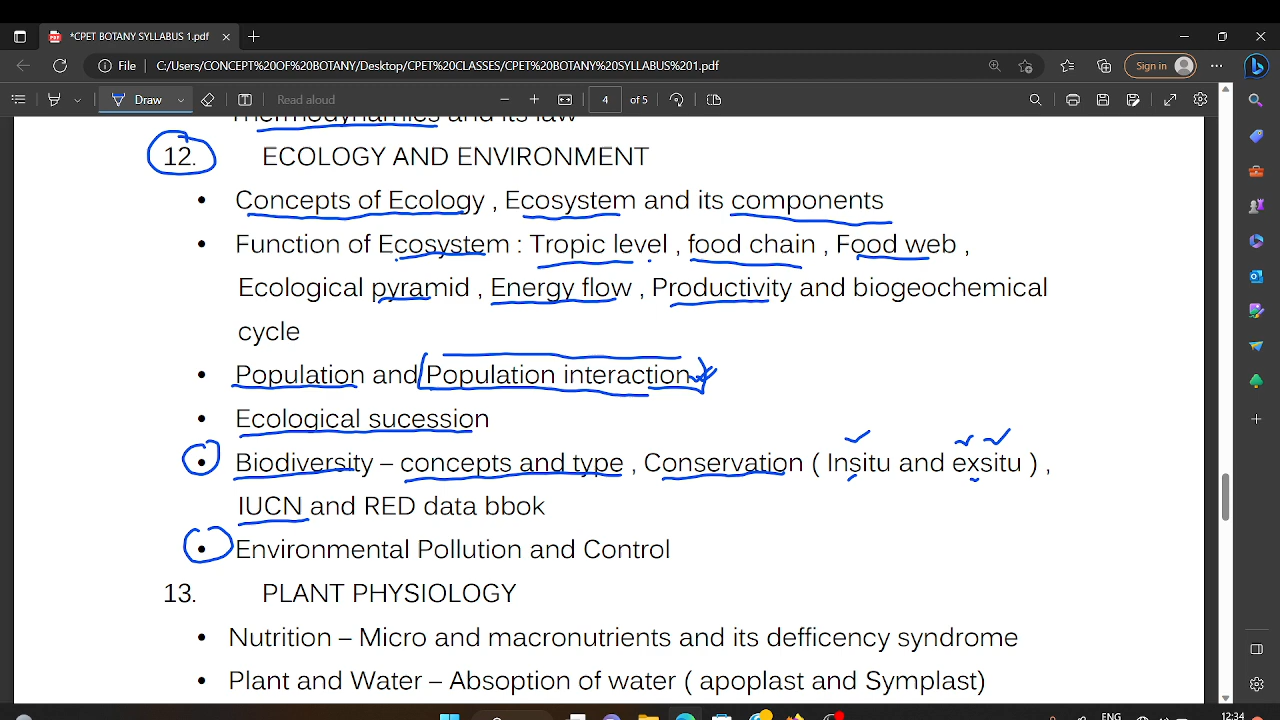 *CPET BOTANY SYLLABUS 1.pdf
File C:/Users/CONCEPT%20OF%20BOTANY/Desktop/CPET%20CLASSES/CPET%20BOTANY%20SYLLABUS%201.pdf Sign in
Draw Read aloud 4 of 5
Thermodynamics and its law
12. ECOLOGY AND ENVIRONMENT
• Concepts of Ecology , Ecosystem and its components
• Function of Ecosystem : Tropic level , food chain , Food web ,
Ecological pyramid , Energy flow , Productivity and biogeochemical
cycle
• Population and Population interaction
• Ecological sucession
• Biodiversity – concepts and type , Conservation ( Insitu and exsitu ) ,
IUCN and RED data bbok
• Environmental Pollution and Control
13. PLANT PHYSIOLOGY
• Nutrition – Micro and macronutrients and its defficency syndrome
• Plant and Water – Absoption of water ( apoplast and Symplast)
ENG 12:34